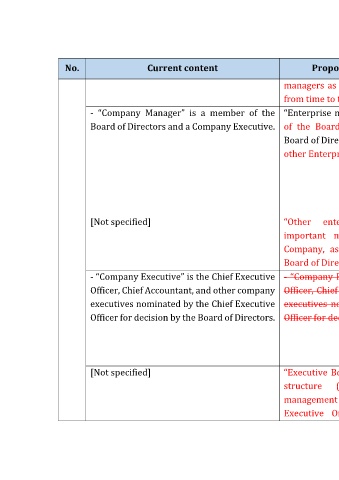 No.
Current content
Propo
managers as
from time to t
- “Company Manager” is a member of the
Board of Directors and a Company Executive.
“Enterprise m
of the Board
Board of Dire
other Enterpr
[Not specified]
“Other ente
important m
Company, as
Board of Dire
- “Company Executive” is the Chief Executive
Officer, Chief Accountant, and other company
executives nominated by the Chief Executive
Officer for decision by the Board of Directors.
- “Company E
Officer, Chief
executives no
Officer for de
[Not specified]
“Executive Bo
structure (
management
Executive Of